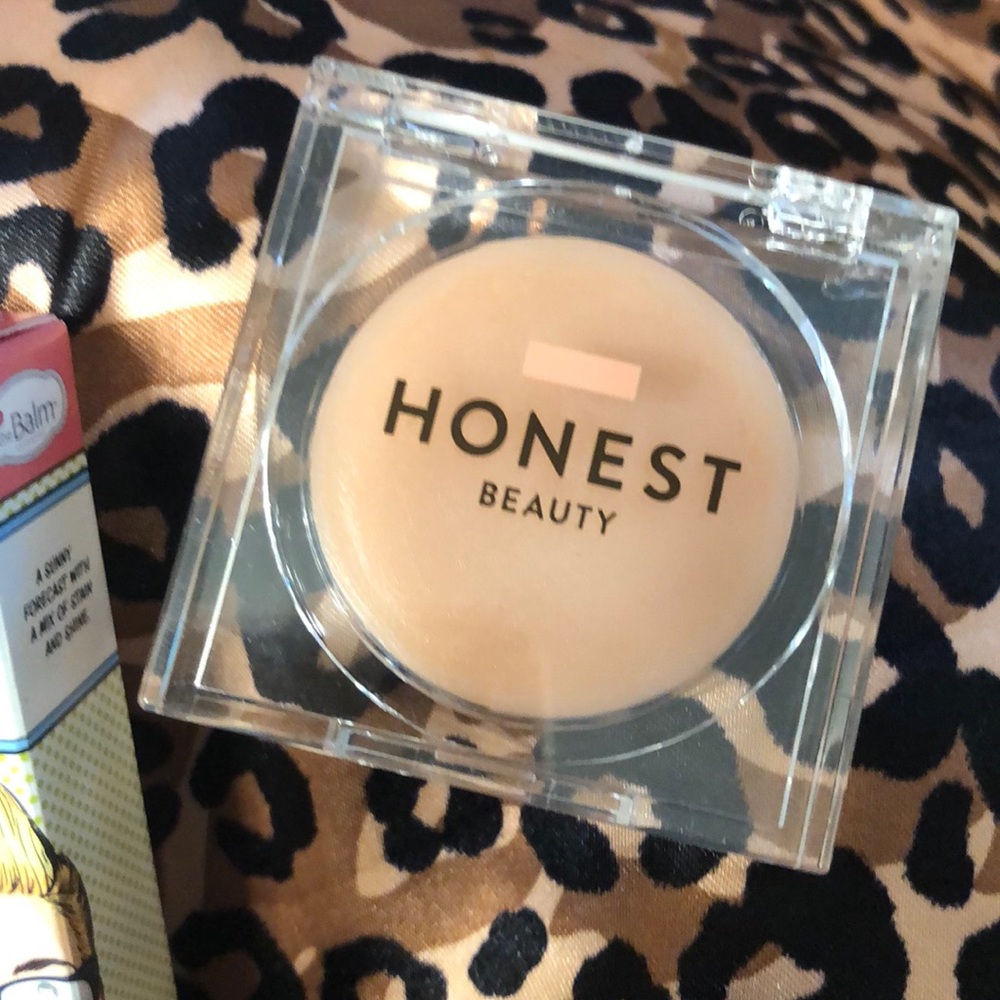 HONEST
BEAUTY
theBalm
A SUNNY
FORECAST WITH
A MIX OF STAIN
AND SHINE.